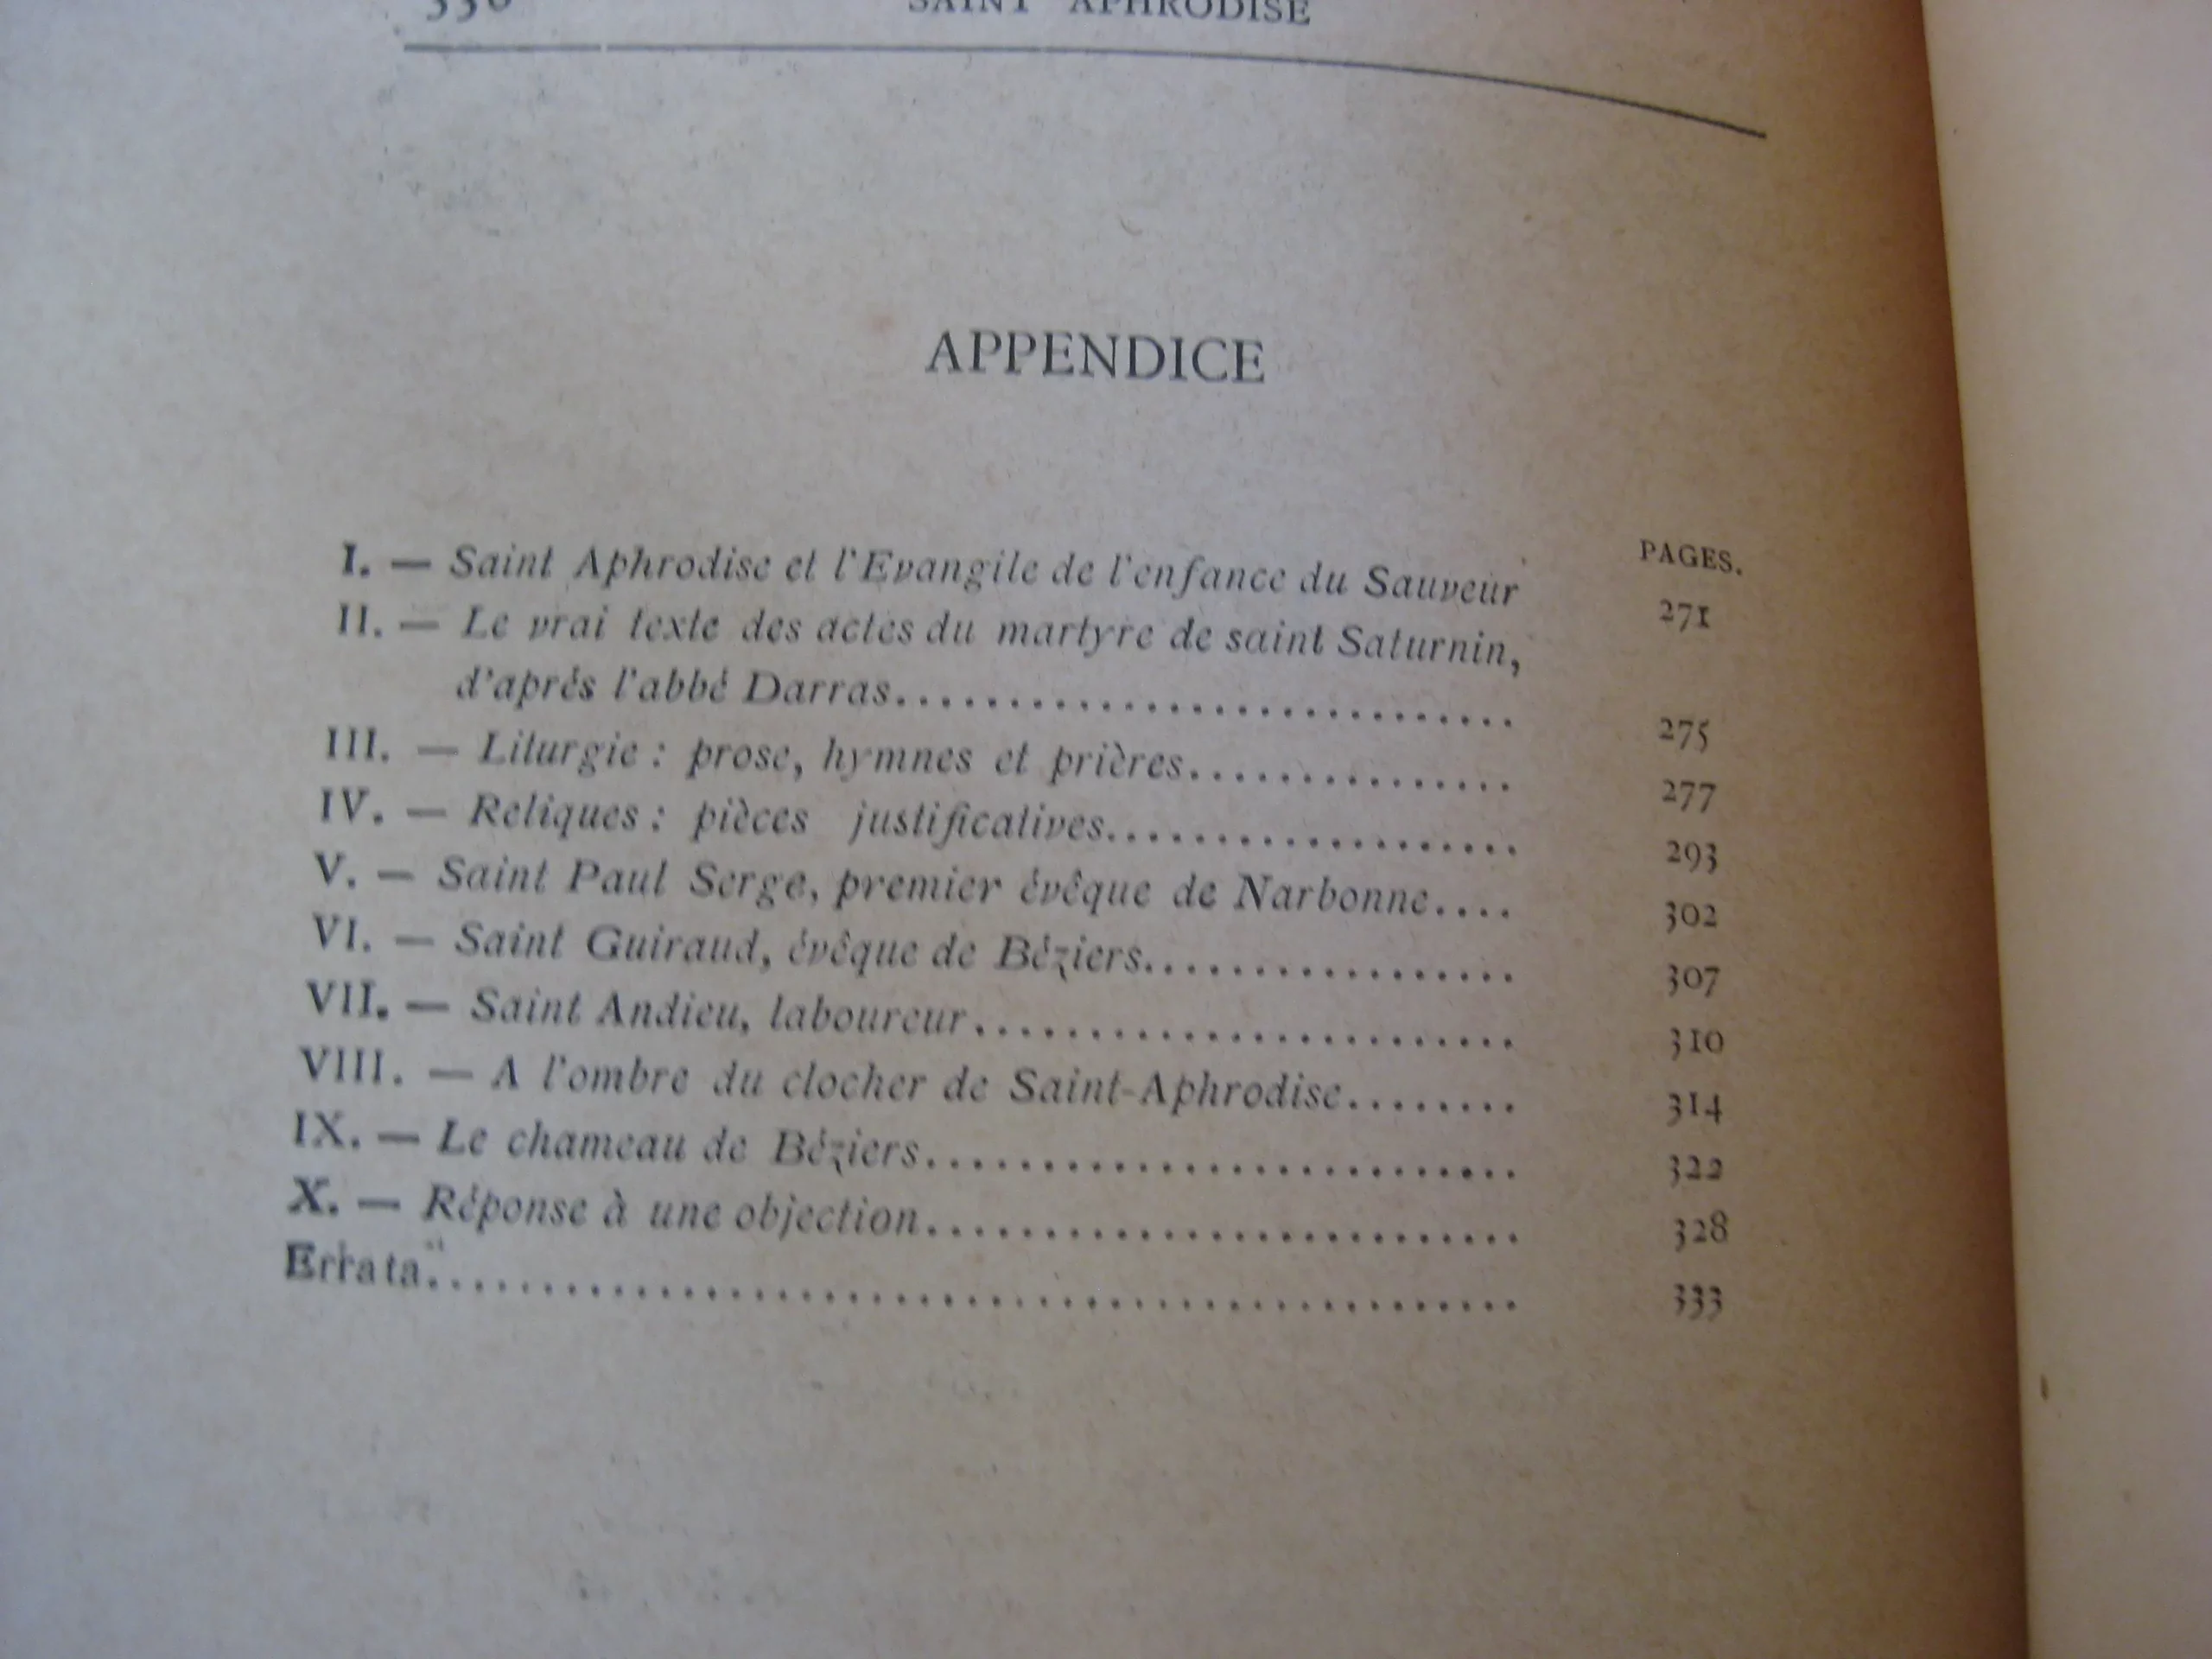 336 SAINT APHRODISE
APPENDICE
PAGES.
I. — Saint Aphrodise et l'Evangile de l'enfance du Sauveur 271
II. — Le vrai texte des actes du martyre de saint Saturnin,
d'après l'abbé Darras.............................. 275
III. — Liturgie : prose, hymnes et prières............... 277
IV. — Reliques : pièces justificatives................... 293
V. — Saint Paul Serge, premier évêque de Narbonne.... 302
VI. — Saint Guiraud, évêque de Béziers................. 307
VII. — Saint Andieu, laboureur........................ 310
VIII. — A l'ombre du clocher de Saint-Aphrodise........ 314
IX. — Le chameau de Béziers.......................... 322
X. — Réponse à une objection.......................... 328
Errata................................................ 333